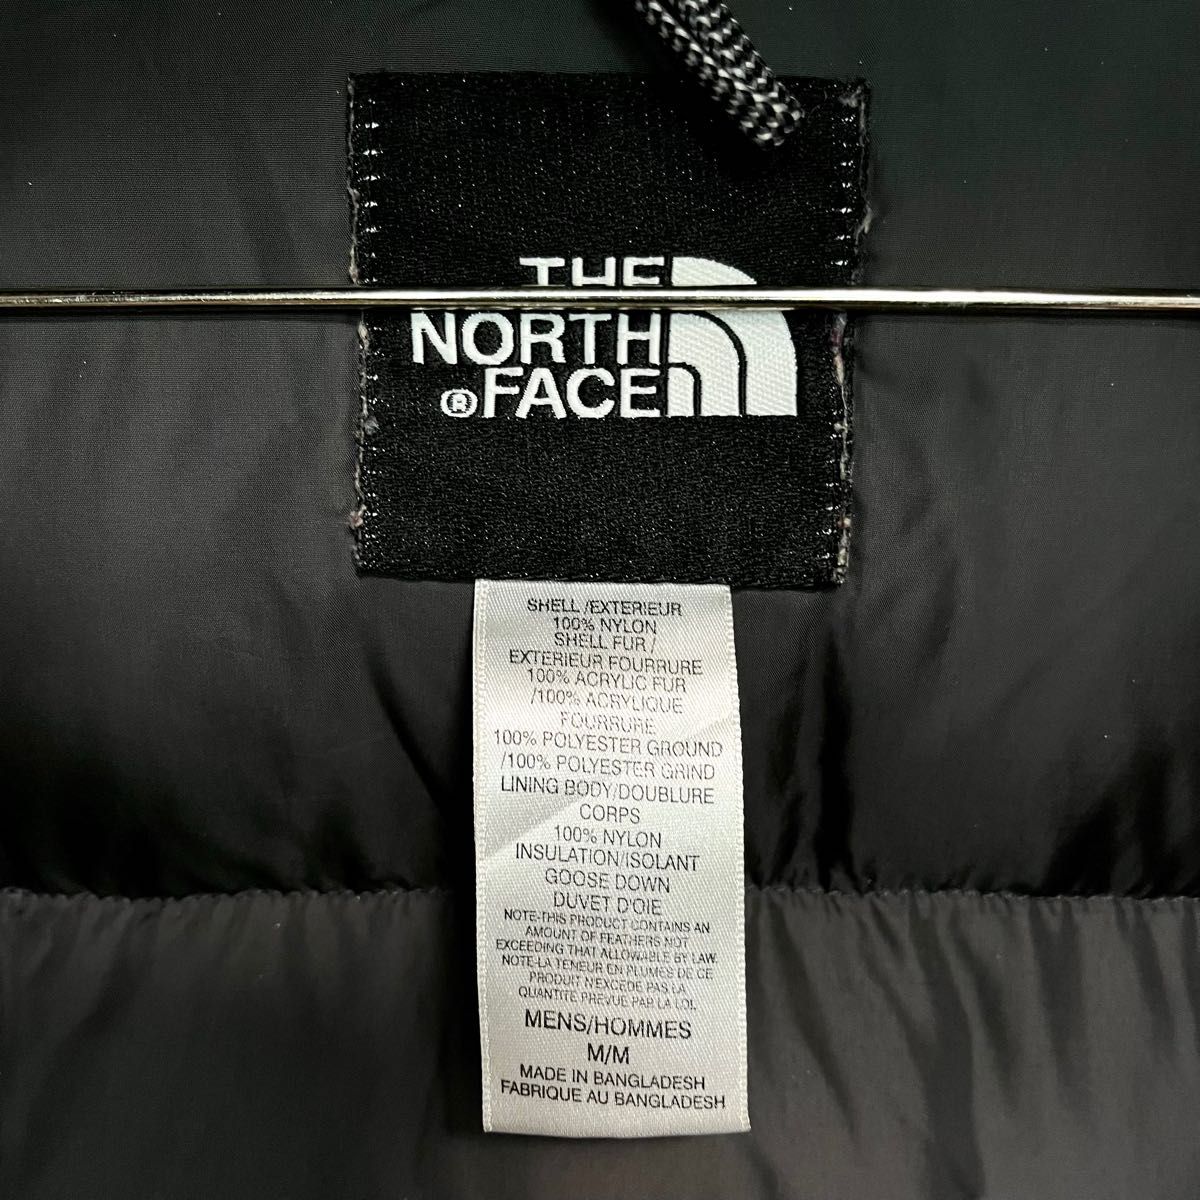 THE
NORTH
® FACE
SHELL /EXTERIEUR
100% NYLON
SHELL FUR /
EXTERIEUR FOURRURE
100% ACRYLIC FUR
/100% ACRYLIQUE
FOURRURE
100% POLYESTER GROUND
/100% POLYESTER GRIND
LINING BODY/DOUBLURE
CORPS
100% NYLON
INSULATION/ISOLANT
GOOSE DOWN
DUVET D'OIE
NOTE-THIS PRODUCT CONTAINS AN
AMOUNT OF FEATHERS NOT
EXCEEDING THAT ALLOWABLE BY LAW.
NOTE-LA TENEUR EN PLUMES DE CE
PRODUIT N'EXCEDE PAS LA
QUANTITE PREVUE PAR LA LOI.
MENS/HOMMES
M/M
MADE IN BANGLADESH
FABRIQUE AU BANGLADESH